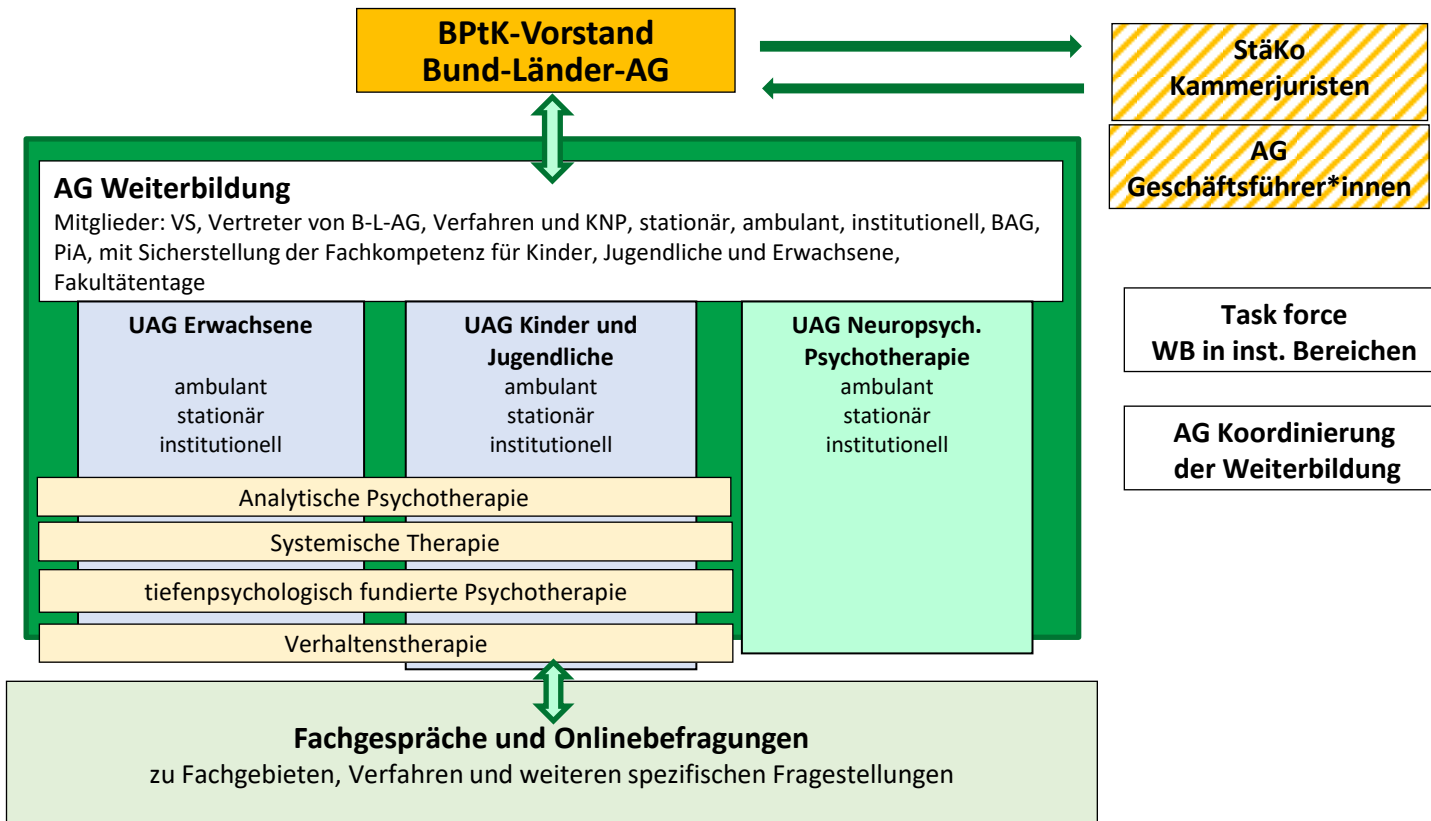 BPtK-Vorstand
Bund-Länder-AG
StäKo
Kammerjuristen
AG
Geschäftsführer*innen
AG Weiterbildung
Mitglieder: VS, Vertreter von B-L-AG, Verfahren und KNP, stationär, ambulant, institutionell, BAG,
PiA, mit Sicherstellung der Fachkompetenz für Kinder, Jugendliche und Erwachsene,
Fakultätentage
UAG Erwachsene
ambulant
stationär
institutionell
UAG Kinder und
Jugendliche
ambulant
stationär
institutionell
UAG Neuropsych.
Psychotherapie
ambulant
stationär
institutionell
Task force
WB in inst. Bereichen
AG Koordinierung
der Weiterbildung
Analytische Psychotherapie
Systemische Therapie
tiefenpsychologisch fundierte Psychotherapie
Verhaltenstherapie
Fachgespräche und Onlinebefragungen
zu Fachgebieten, Verfahren und weiteren spezifischen Fragestellungen